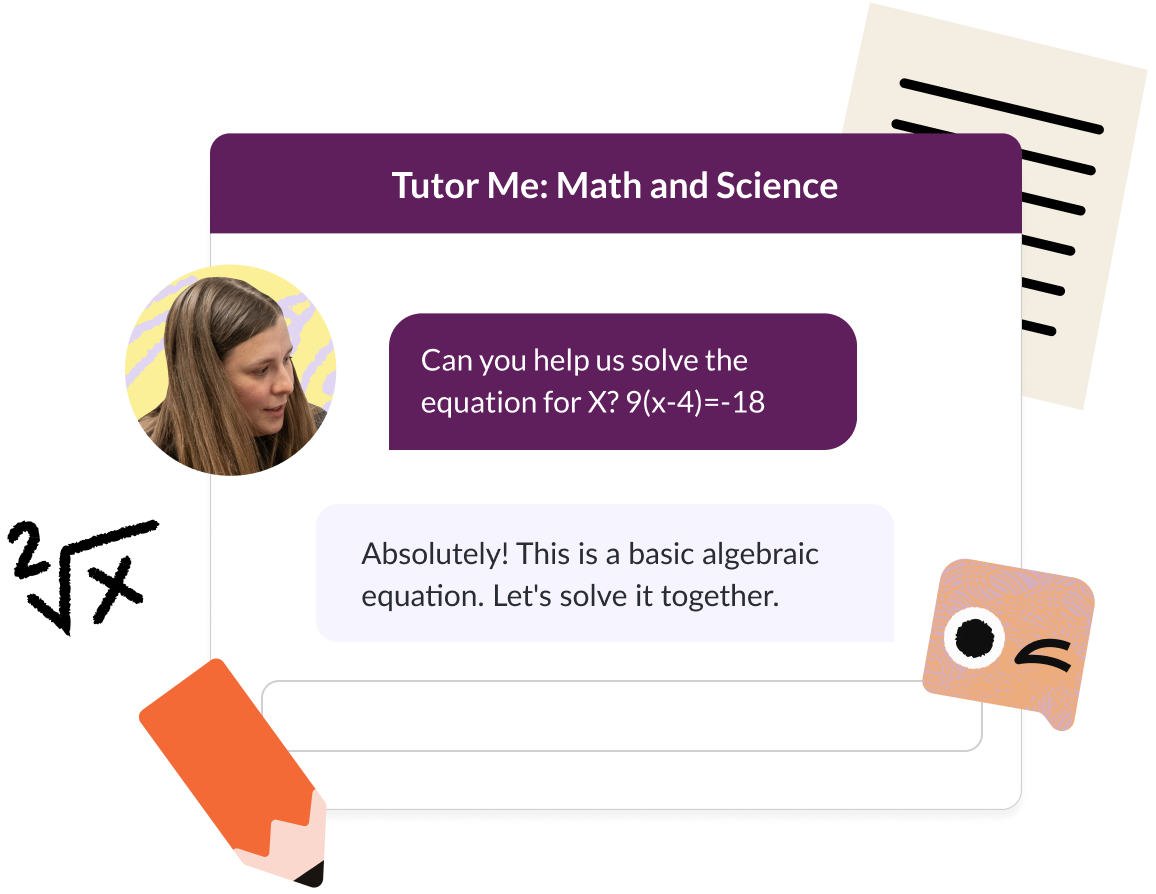 Tutor Me: Math and Science
Can you help us solve the
equation for X? 9(x-4)=-18
Absolutely! This is a basic algebraic
equation. Let's solve it together.
2√x